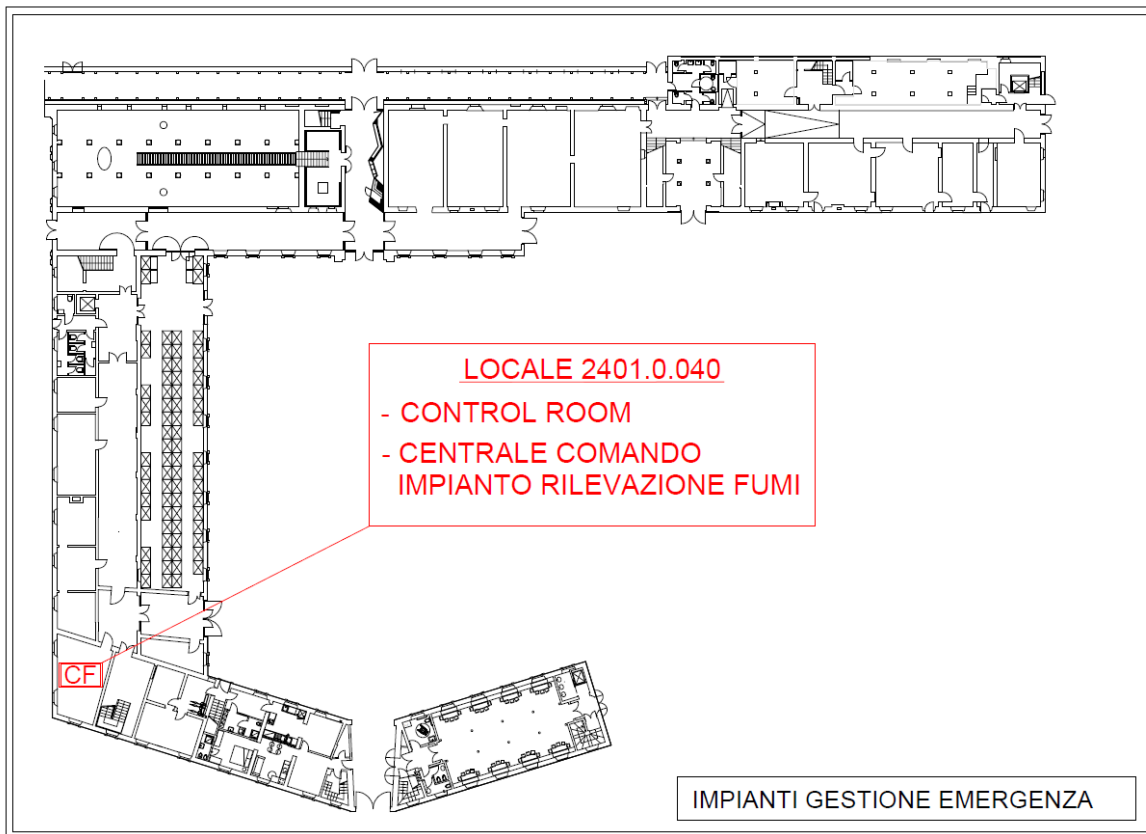 LOCALE 2401.0.040
- CONTROL ROOM
- CENTRALE COMANDO
IMPIANTO RILEVAZIONE FUMI
CF
IMPIANTI GESTIONE EMERGENZA